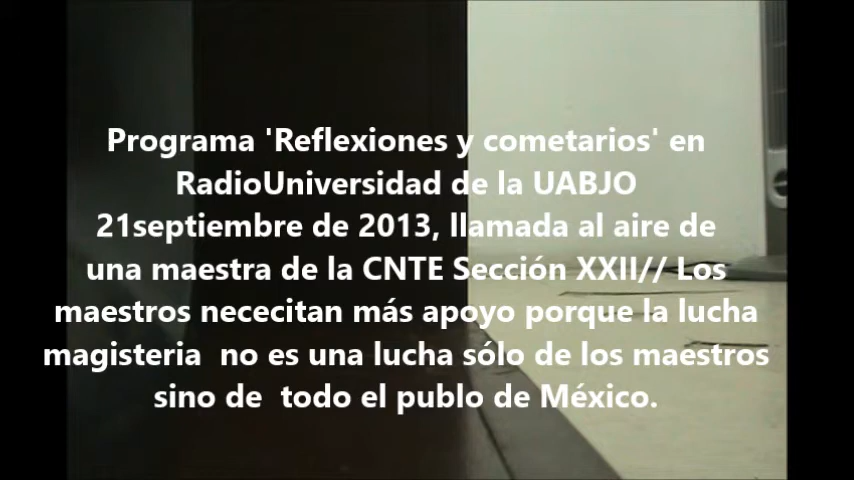 Programa 'Reflexiones y cometarios' en
RadioUniversidad de la UABJO
21septiembre de 2013, llamada al aire de
una maestra de la CNTE Sección XXII// Los
maestros nececitan más apoyo porque la lucha
magisteria  no es una lucha sólo de los maestros
sino de  todo el publo de México.